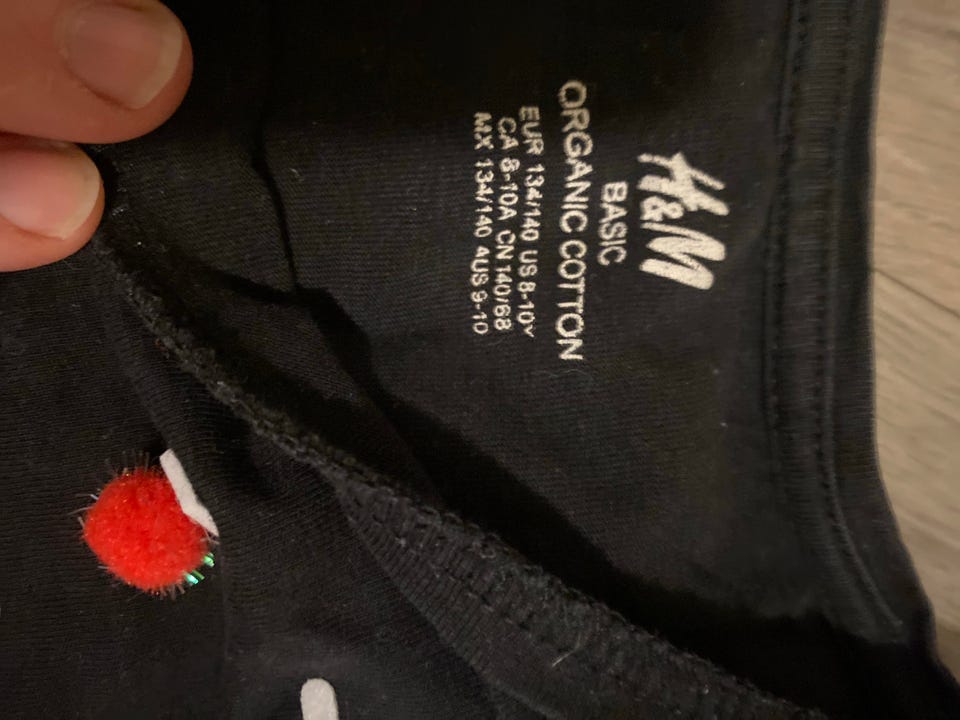 H&M
BASIC
ORGANIC COTTON
EUR 134/140 US 8-10Y
CA 8-10A CN 140/68
MX 134/140 AUS 9-10